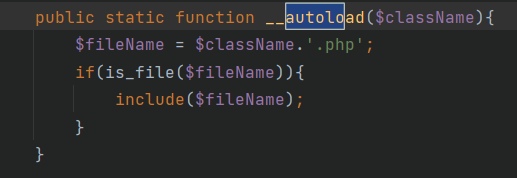 public static function __autoload($className){
$fileName = $className.'.php';
if(is_file($fileName)){
include($fileName);
}
}